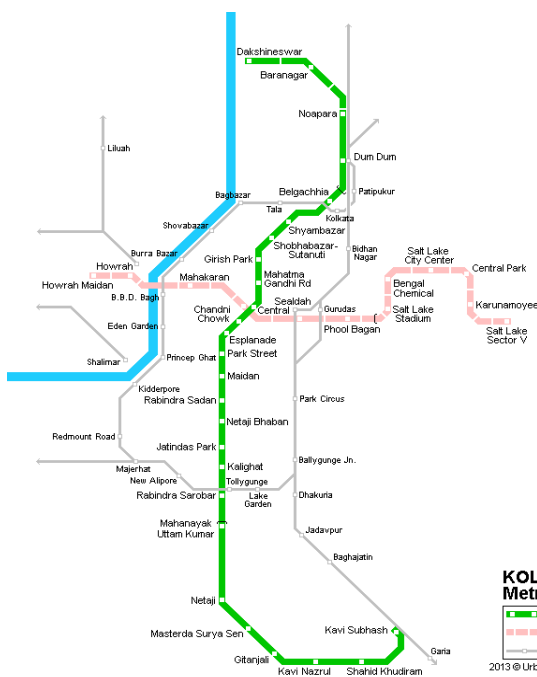 Dakshineswar
Baranagar
Noapara
Dum Dum
Liluah
Belgachhia
Patipukur
Bagbazar
Tala
Kolkata
Showabazar
Shyambazar
Shobhabazar-
Sutanuti
Bidhan
Nagar
Burra Bazar
Girish Park
Salt Lake
City Center
Howrah
Central Park
Howrah Maidan
Mahakaran
Mahatma
Gandhi Rd
Bengal
Chemical
B.B.D. Bagh
Sealdah
Karunamoyee
Chandni
Chowk
Central
Gurudas
Salt Lake
Stadium
Eden Garden
Phool Bagan
Salt Lake
Sector V
Esplanade
Princep Ghat
Park Street
Shalimar
Maidan
Kidderpore
Rabindra Sadan
Park Circus
Netaji Bhaban
Redmount Road
Jatindas Park
Majerhat
Kalighat
Ballygunge Jn.
New Alipore
Tollygunge
Rabindra Sarobar
Lake
Garden
Dhakuria
Mahanayak
Uttam Kumar
Jadavpur
Baghajatin
KOL
Metr
Netaji
Masterda Surya Sen
Kavi Subhash
Gitanjali
Garia
Kavi Nazrul
Shahid Khudiram
2013 © Urb